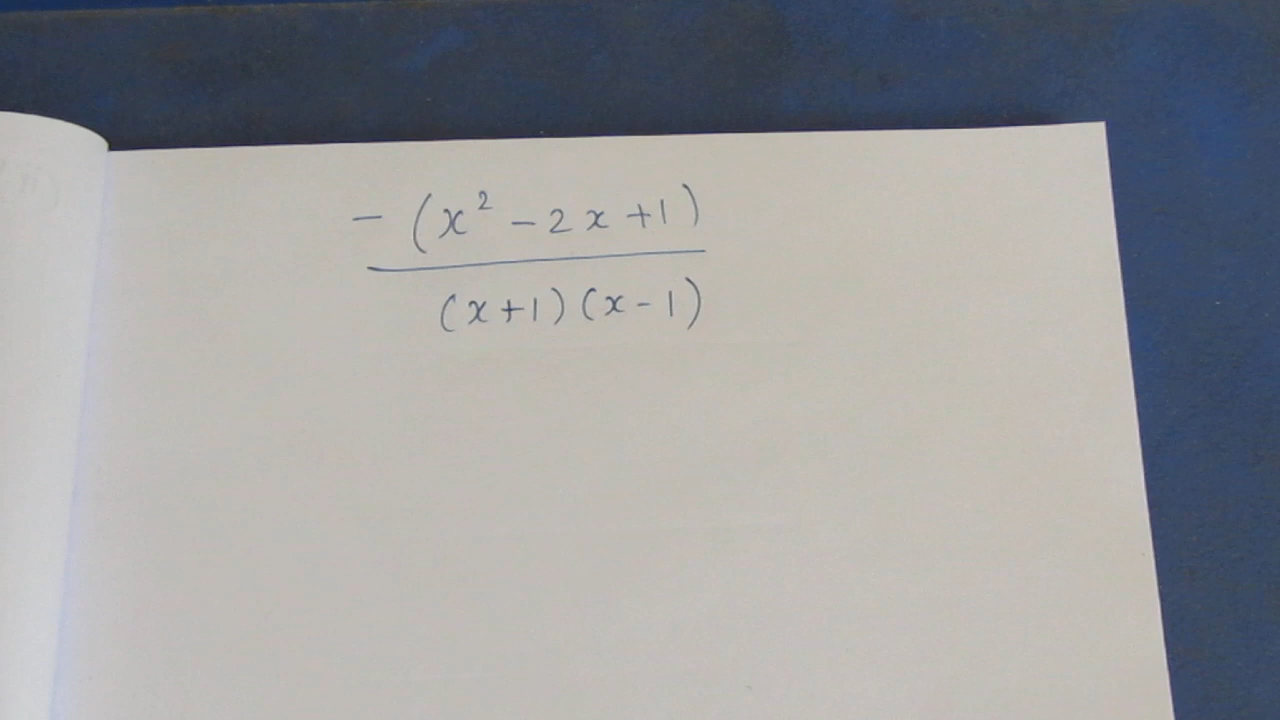 - (x² - 2x + 1)
(x+1) (x-1)